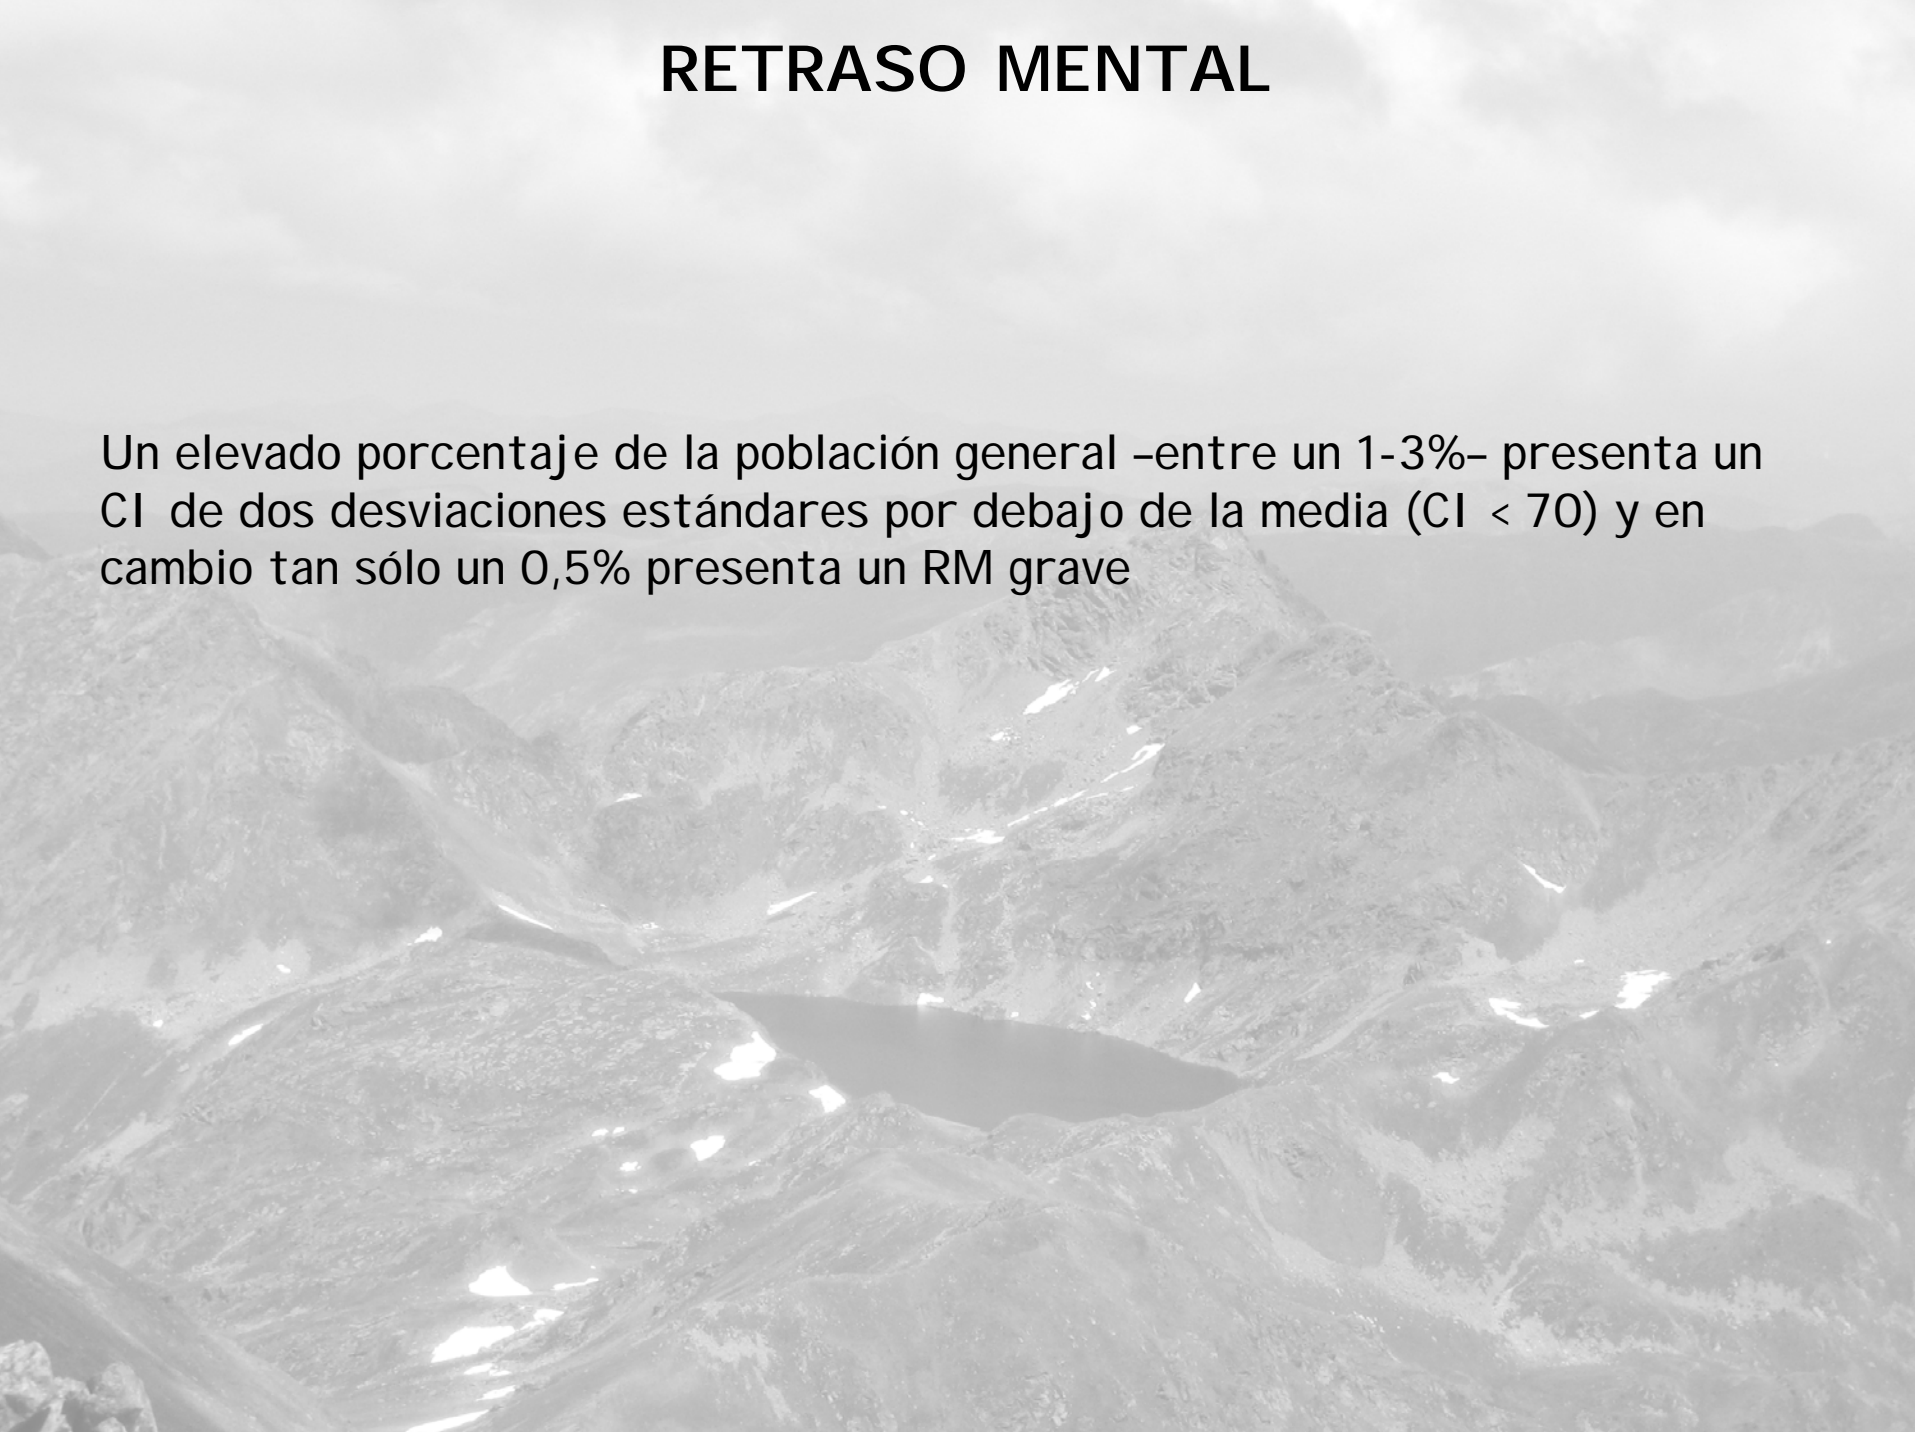 RETRASO MENTAL
Un elevado porcentaje de la población general –entre un 1-3%– presenta un
CI de dos desviaciones estándares por debajo de la media (CI < 70) y en
cambio tan sólo un 0,5% presenta un RM grave